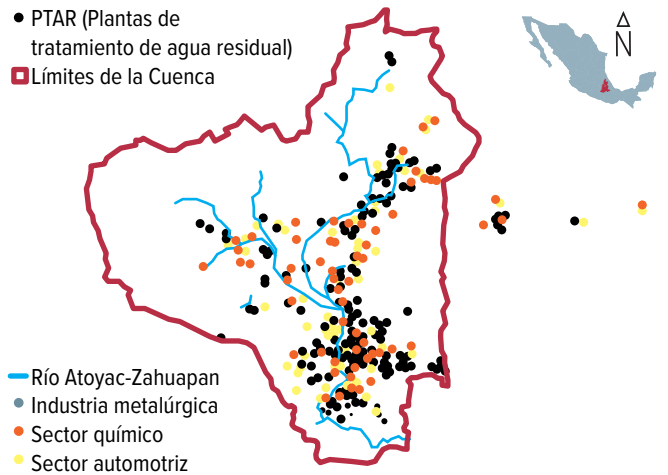 PTAR (Plantas de
tratamiento de agua residual)
Límites de la Cuenca
N
Río Atoyac-Zahuapan
Industria metalúrgica
Sector químico
Sector automotriz